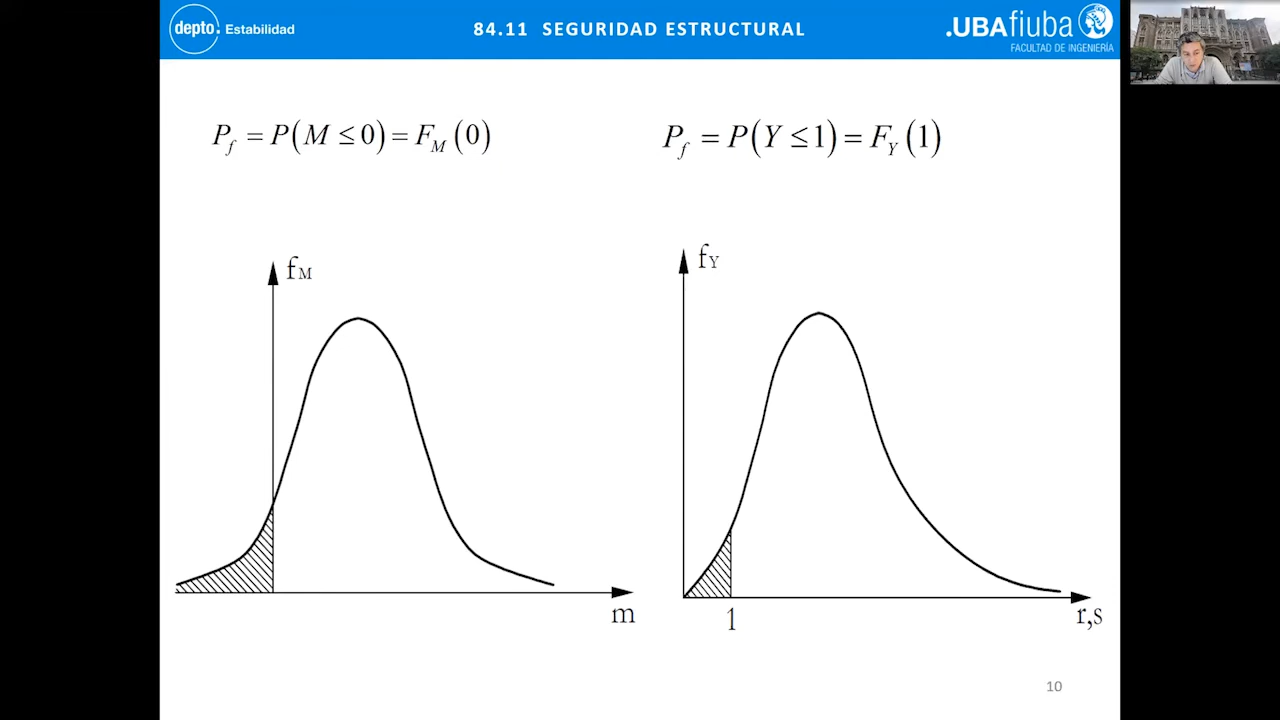 depto. Estabilidad
84.11 SEGURIDAD ESTRUCTURAL
.UBAfiuba
FACULTAD DE INGENIERÍA
P_f = P(M ≤ 0) = F_M(0)
P_f = P(Y ≤ 1) = F_Y(1)
f_M
m
f_Y
1
r,s
10